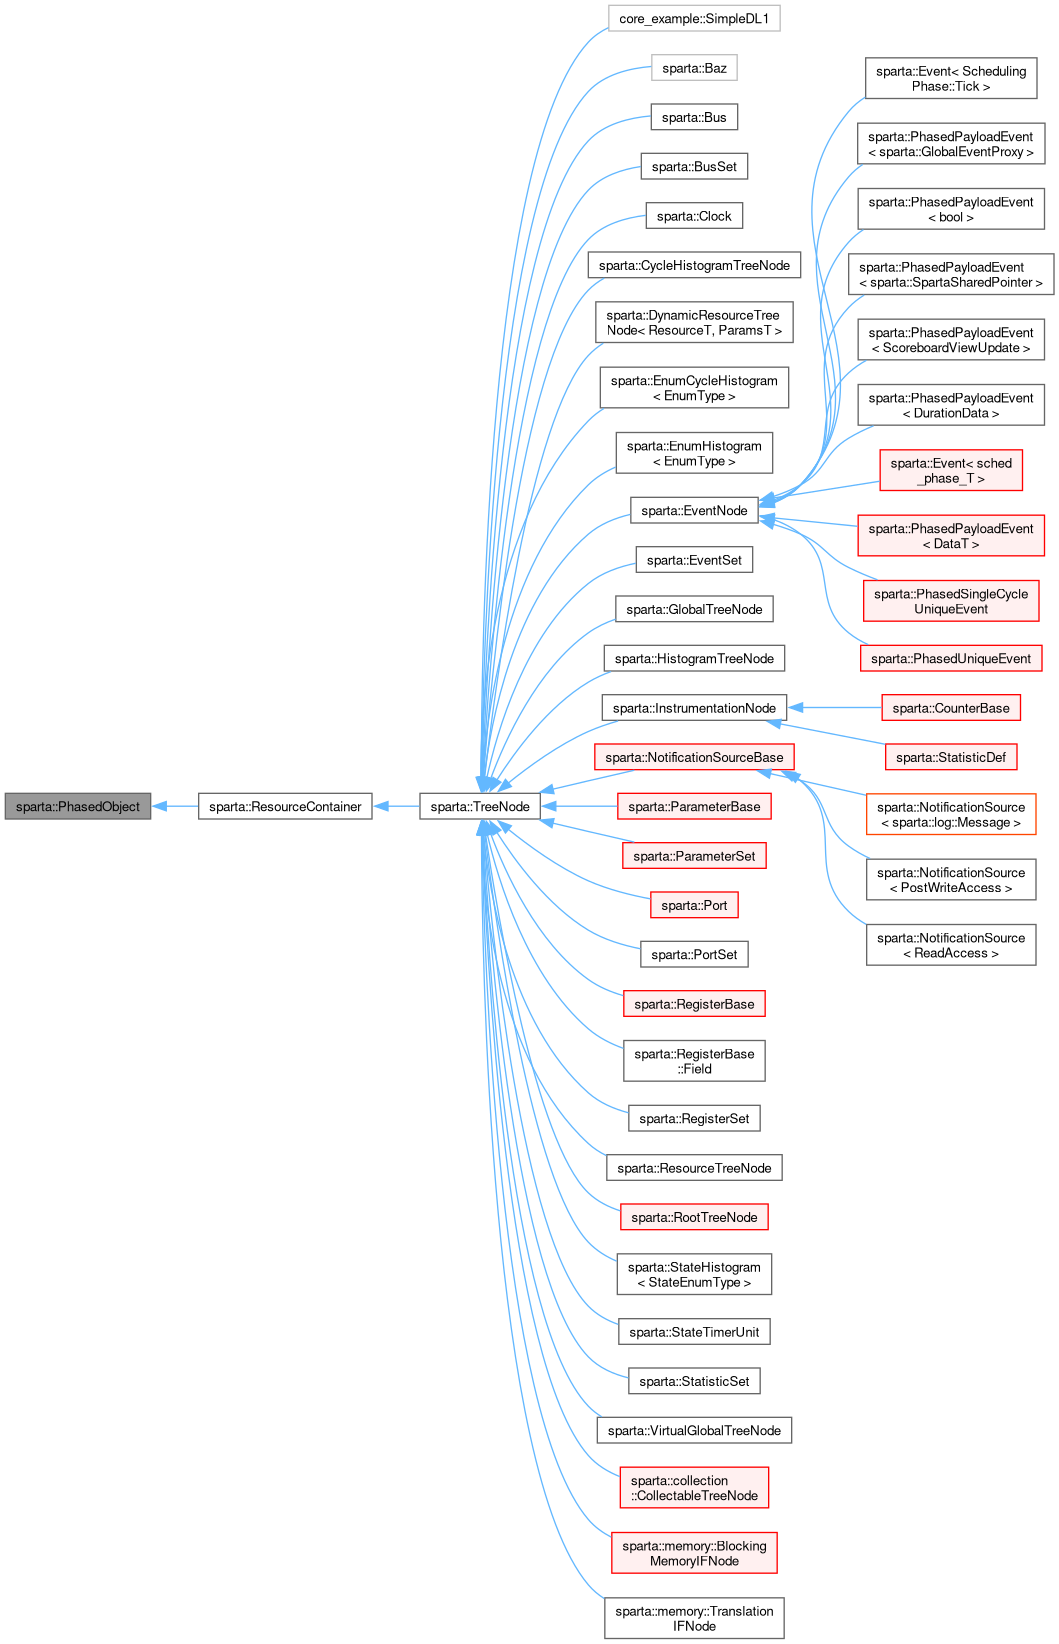 sparta::PhasedObject
sparta::ResourceContainer
sparta::TreeNode
core_example::SimpleDL1
sparta::Baz
sparta::Bus
sparta::BusSet
sparta::Clock
sparta::CycleHistogramTreeNode
sparta::DynamicResourceTree
Node< ResourceT, ParamsT >
sparta::EnumCycleHistogram
< EnumType >
sparta::EnumHistogram
< EnumType >
sparta::EventNode
sparta::EventSet
sparta::GlobalTreeNode
sparta::HistogramTreeNode
sparta::InstrumentationNode
sparta::NotificationSourceBase
sparta::ParameterBase
sparta::ParameterSet
sparta::Port
sparta::PortSet
sparta::RegisterBase
sparta::RegisterBase
::Field
sparta::RegisterSet
sparta::ResourceTreeNode
sparta::RootTreeNode
sparta::StateHistogram
< StateEnumType >
sparta::StateTimerUnit
sparta::StatisticSet
sparta::VirtualGlobalTreeNode
sparta::collection
::CollectableTreeNode
sparta::memory::Blocking
MemoryIFNode
sparta::memory::Translation
IFNode
sparta::Event< Scheduling
Phase::Tick >
sparta::PhasedPayloadEvent
< sparta::GlobalEventProxy >
sparta::PhasedPayloadEvent
< bool >
sparta::PhasedPayloadEvent
< sparta::SpartaSharedPointer >
sparta::PhasedPayloadEvent
< ScoreboardViewUpdate >
sparta::PhasedPayloadEvent
< DurationData >
sparta::Event< sched
_phase_T >
sparta::PhasedPayloadEvent
< DataT >
sparta::PhasedSingleCycle
UniqueEvent
sparta::PhasedUniqueEvent
sparta::CounterBase
sparta::StatisticDef
sparta::NotificationSource
< sparta::log::Message >
sparta::NotificationSource
< PostWriteAccess >
sparta::NotificationSource
< ReadAccess >